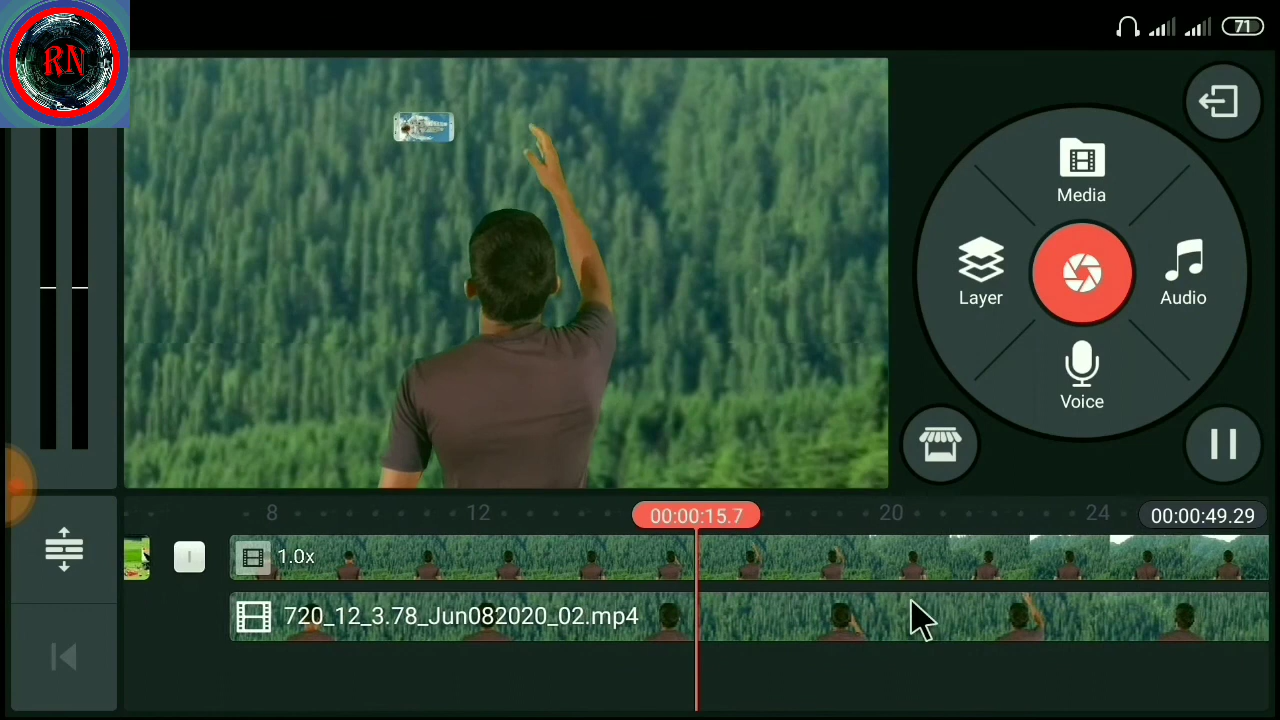 RN
71
Media
Layer
Audio
Voice
8
12
00:00:15.7
20
24
00:00:49.29
1.0x
720_12_3.78_Jun082020_02.mp4